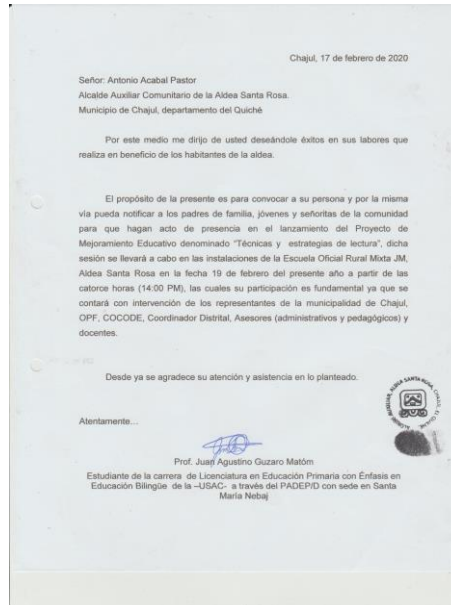 Chajul, 17 de febrero de 2020
Señor: Antonio Acabal Pastor
Alcalde Auxiliar Comunitario de la Aldea Santa Rosa.
Municipio de Chajul, departamento del Quiché
Por este medio me dirijo de usted deseándole éxitos en sus labores que
realiza en beneficio de los habitantes de la aldea.
El propósito de la presente es para convocar a su persona y por la misma
vía pueda notificar a los padres de familia, jóvenes y señoritas de la comunidad
para que hagan acto de presencia en el lanzamiento del Proyecto de
Mejoramiento Educativo denominado “Técnicas y estrategias de lectura”, dicha
sesión se llevará a cabo en las instalaciones de la Escuela Oficial Rural Mixta JM,
Aldea Santa Rosa en la fecha 19 de febrero del presente año a partir de las
catorce horas (14:00 PM), las cuales su participación es fundamental ya que se
contará con intervención de los representantes de la municipalidad de Chajul,
OPF, COCODE, Coordinador Distrital, Asesores (administrativos y pedagógicos) y
docentes.
Desde ya se agradece su atención y asistencia en lo planteado.
Atentamente...
Prof. Juan Agustino Guzaro Matóm
Estudiante de la carrera de Licenciatura en Educación Primaria con Énfasis en
Educación Bilingüe de la –USAC- a través del PADEP/D con sede en Santa
María Nebaj